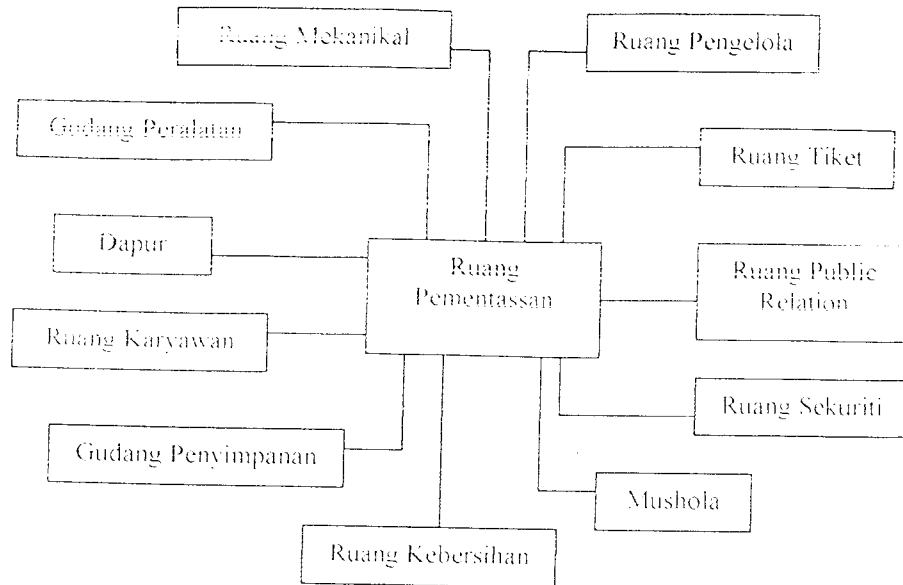 Ruang Mekanikal
Ruang Pengelola
Gudang Peralatan
Ruang Tiket
Dapur
Ruang
Pementassan
Ruang Public
Relation
Ruang Karyawan
Ruang Sekuriti
Gudang Penyimpanan
Mushola
Ruang Kebersihan